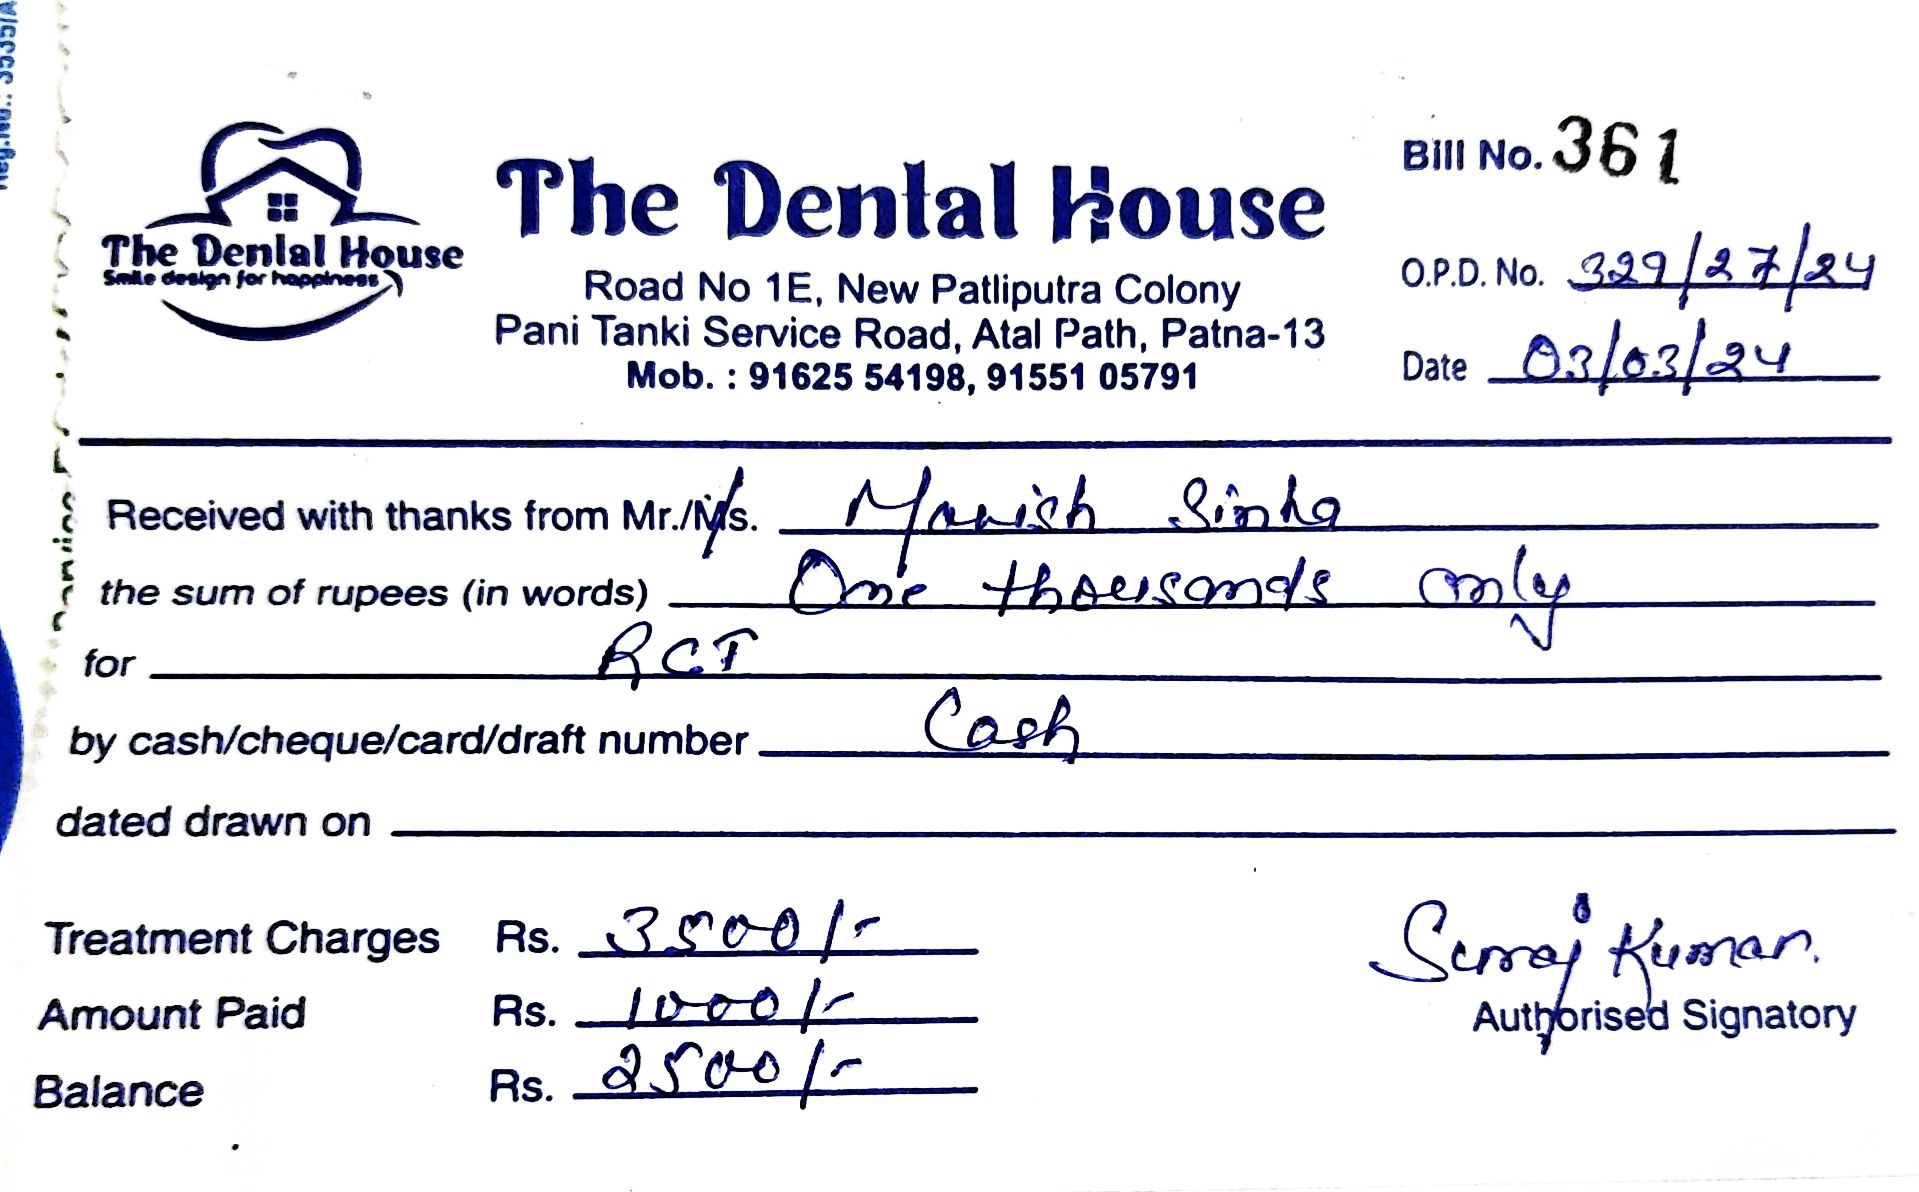 The Dental House
Smile design for happiness
The Dental House
Road No 1E, New Patliputra Colony
Pani Tanki Service Road, Atal Path, Patna-13
Mob. : 91625 54198, 91551 05791
Bill No. 361
O.P.D. No. 329/27/24
Date 03/03/24
Received with thanks from Mr./Ms. Manish Sinha
the sum of rupees (in words) One thousands only
for RCT
by cash/cheque/card/draft number Cash
dated drawn on
Treatment Charges Rs. 3500/-
Amount Paid Rs. 1000/-
Balance Rs. 2500/-
Suraj Kumar.
Authorised Signatory